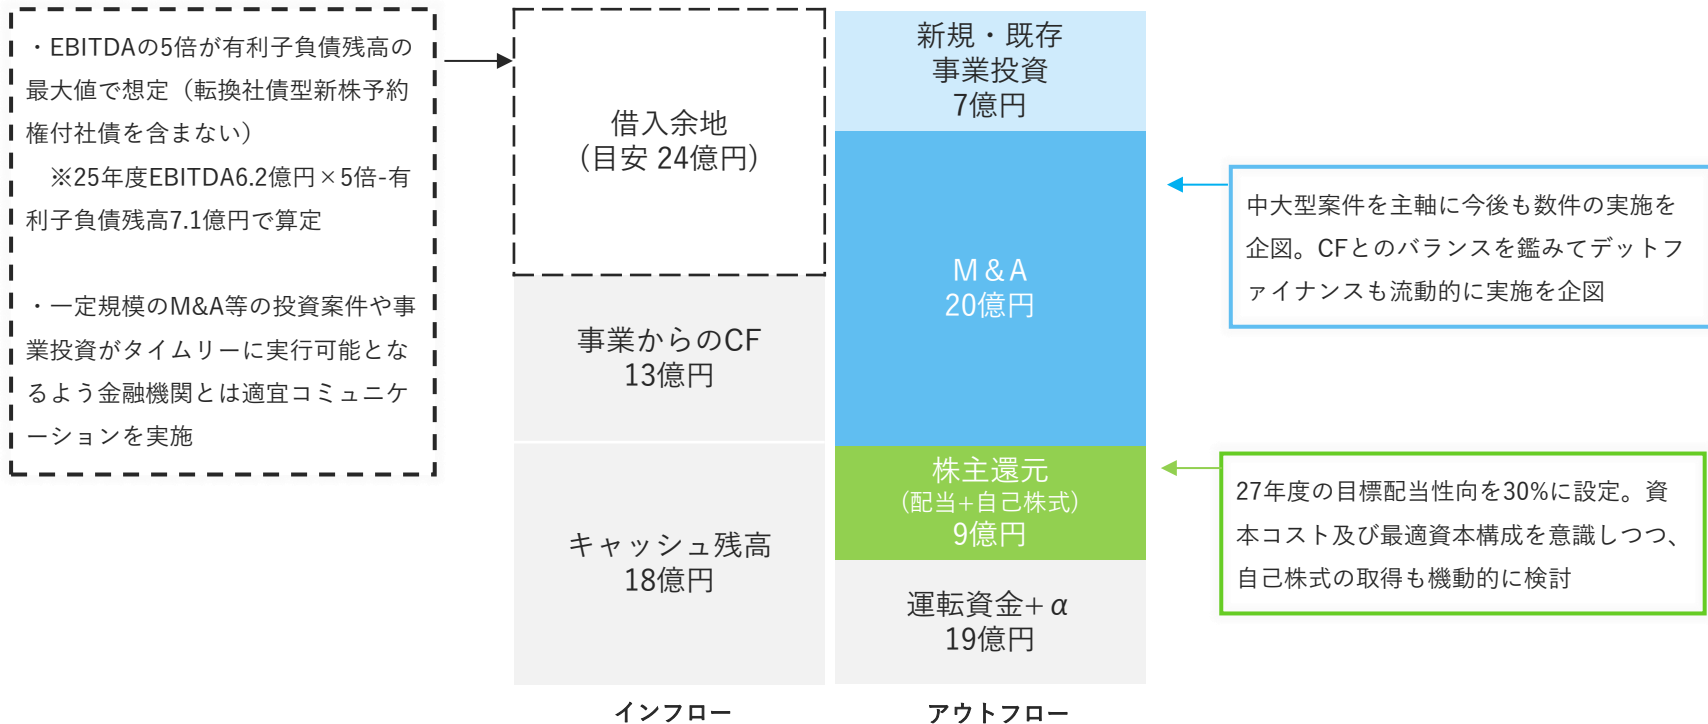 ・EBITDAの5倍が有利子負債残高の
最大値で想定（転換社債型新株予約
権付社債を含まない）
※25年度EBITDA6.2億円×5倍-有
利子負債残高7.1億円で算定
・一定規模のM&A等の投資案件や事
業投資がタイムリーに実行可能とな
るよう金融機関とは適宜コミュニケ
ーションを実施
借入余地
(目安 24億円)
事業からのCF
13億円
キャッシュ残高
18億円
インフロー
新規・既存
事業投資
7億円
M＆A
20億円
株主還元
(配当+自己株式)
9億円
運転資金+α
19億円
アウトフロー
中大型案件を主軸に今後も数件の実施を
企図。CFとのバランスを鑑みてデットフ
ァイナンスも流動的に実施を企図
27年度の目標配当性向を30%に設定。資
本コスト及び最適資本構成を意識しつつ、
自己株式の取得も機動的に検討